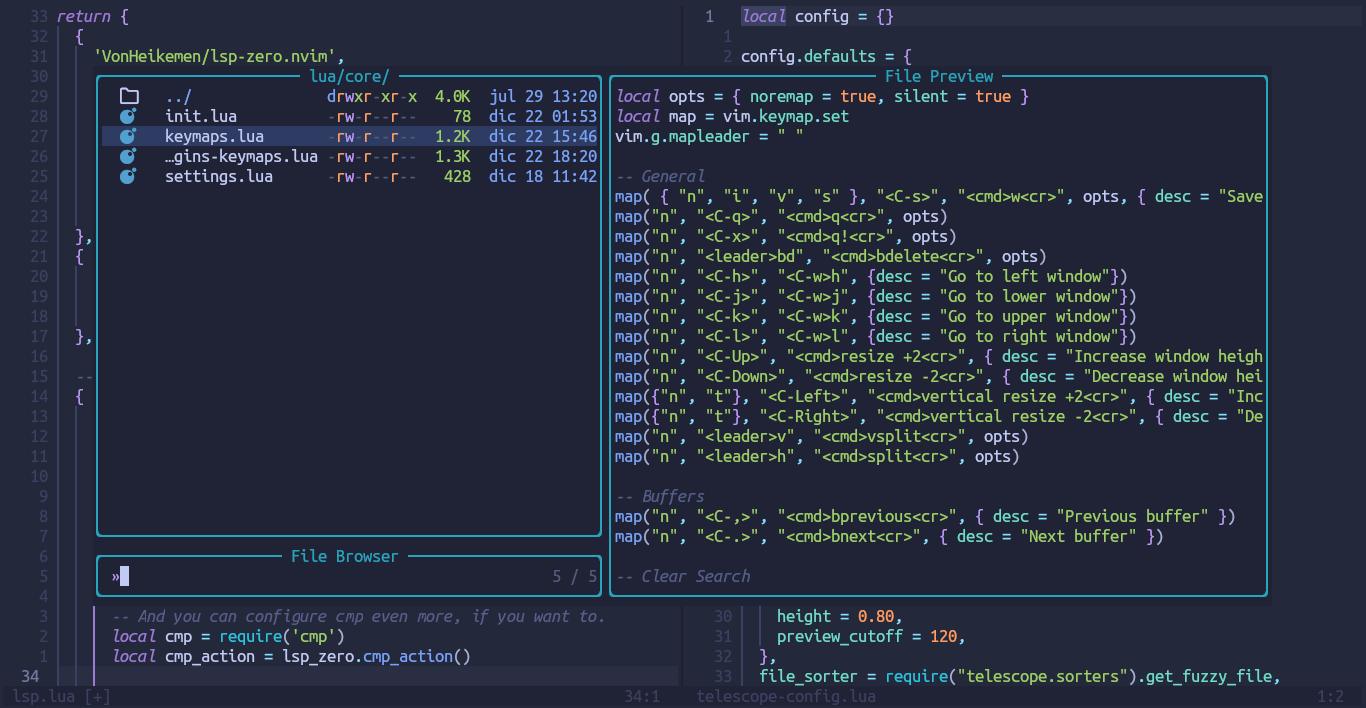 33 return {
32 {
31 'VonHeikemen/lsp-zero.nvim',
30
29
28
27
26
25
24
23
22 },
21 {
20
19
18
17 },
16
15 --
14 {
13
12
11
10
9
8
7
6
5
4
3 -- And you can configure cmp even more, if you want to.
2 local cmp = require('cmp')
1 local cmp_action = lsp_zero.cmp_action()
34
lsp.lua [+] 34:1
1 local config = {}
1
2 config.defaults = {
lua/core/
../ drwxr-xr-x 4.0K jul 29 13:20
init.lua -rw-r--r-- 78 dic 22 01:53
keymaps.lua -rw-r--r-- 1.2K dic 22 15:46
…gins-keymaps.lua -rw-r--r-- 1.3K dic 22 18:20
settings.lua -rw-r--r-- 428 dic 18 11:42
File Browser
» 5 / 5
File Preview
local opts = { noremap = true, silent = true }
local map = vim.keymap.set
vim.g.mapleader = " "
-- General
map( { "n", "i", "v", "s" }, "<C-s>", "<cmd>w<cr>", opts, { desc = "Save
map("n", "<C-q>", "<cmd>q<cr>", opts)
map("n", "<C-x>", "<cmd>q!<cr>", opts)
map("n", "<leader>bd", "<cmd>bdelete<cr>", opts)
map("n", "<C-h>", "<C-w>h", {desc = "Go to left window"})
map("n", "<C-j>", "<C-w>j", {desc = "Go to lower window"})
map("n", "<C-k>", "<C-w>k", {desc = "Go to upper window"})
map("n", "<C-l>", "<C-w>l", {desc = "Go to right window"})
map("n", "<C-Up>", "<cmd>resize +2<cr>", { desc = "Increase window heigh
map("n", "<C-Down>", "<cmd>resize -2<cr>", { desc = "Decrease window hei
map({"n", "t"}, "<C-Left>", "<cmd>vertical resize +2<cr>", { desc = "Inc
map({"n", "t"}, "<C-Right>", "<cmd>vertical resize -2<cr>", { desc = "De
map("n", "<leader>v", "<cmd>vsplit<cr>", opts)
map("n", "<leader>h", "<cmd>split<cr>", opts)
-- Buffers
map("n", "<C-,>", "<cmd>bprevious<cr>", { desc = "Previous buffer" })
map("n", "<C-.>", "<cmd>bnext<cr>", { desc = "Next buffer" })
-- Clear Search
30 height = 0.80,
31 preview_cutoff = 120,
32 },
33 file_sorter = require("telescope.sorters").get_fuzzy_file,
telescope-config.lua 1:2